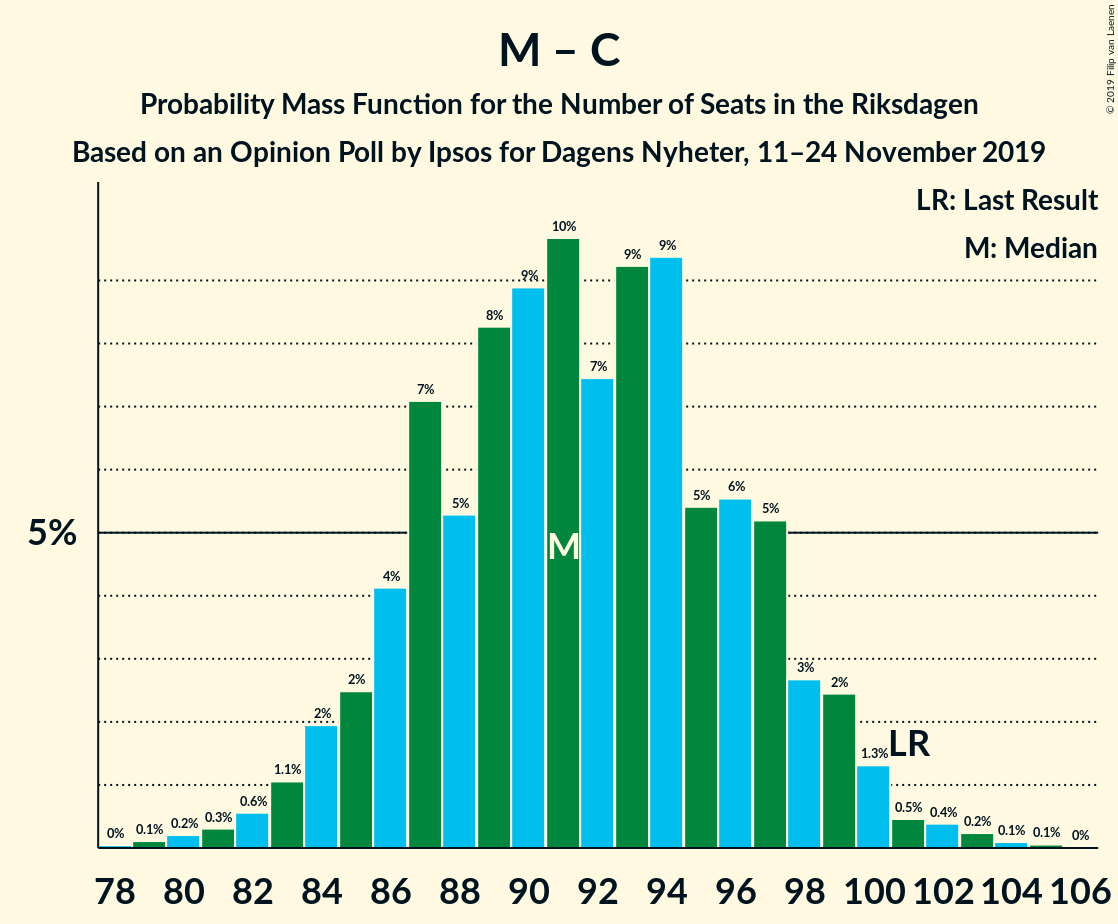 M – C
Probability Mass Function for the Number of Seats in the Riksdagen
Based on an Opinion Poll by Ipsos for Dagens Nyheter, 11–24 November 2019
© 2019 Filip van Laenen
LR: Last Result
M: Median
5%
0% 0.1% 0.2% 0.3% 0.6% 1.1% 2% 2% 4% 7% 5% 8% 9% 10% 7% 9% 9% 5% 6% 5% 3% 2% 1.3% 0.5% 0.4% 0.2% 0.1% 0.1% 0%
M
LR
78 80 82 84 86 88 90 92 94 96 98 100 102 104 106